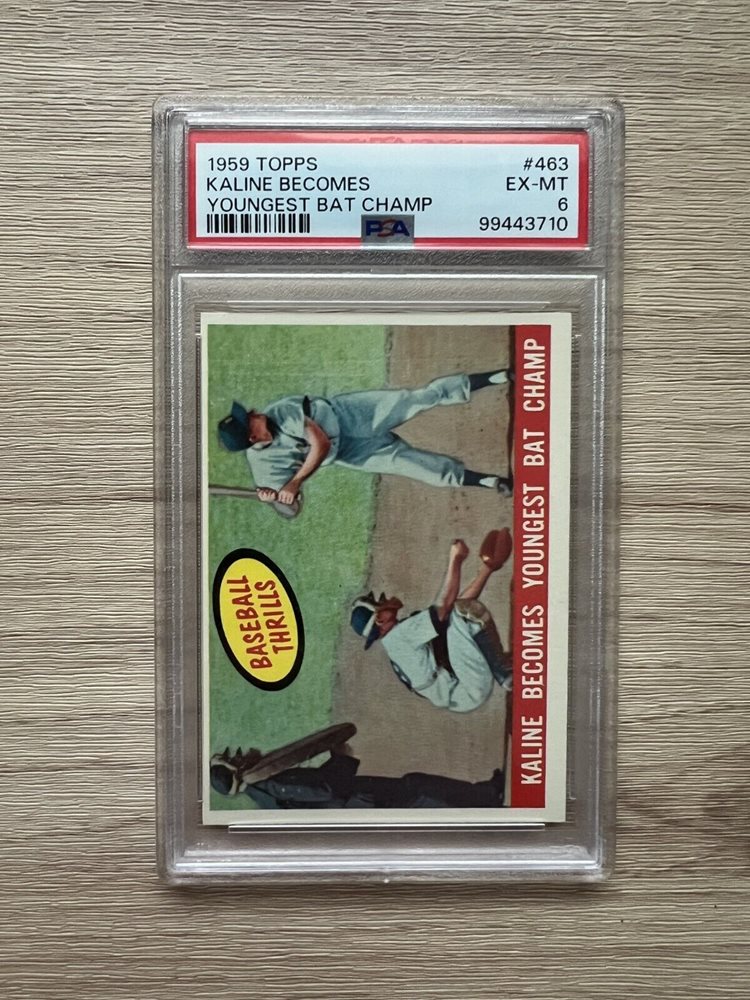 1959 TOPPS #463
KALINE BECOMES EX-MT
YOUNGEST BAT CHAMP 6
PSA 99443710
BASEBALL
THRILLS
KALINE BECOMES YOUNGEST BAT CHAMP